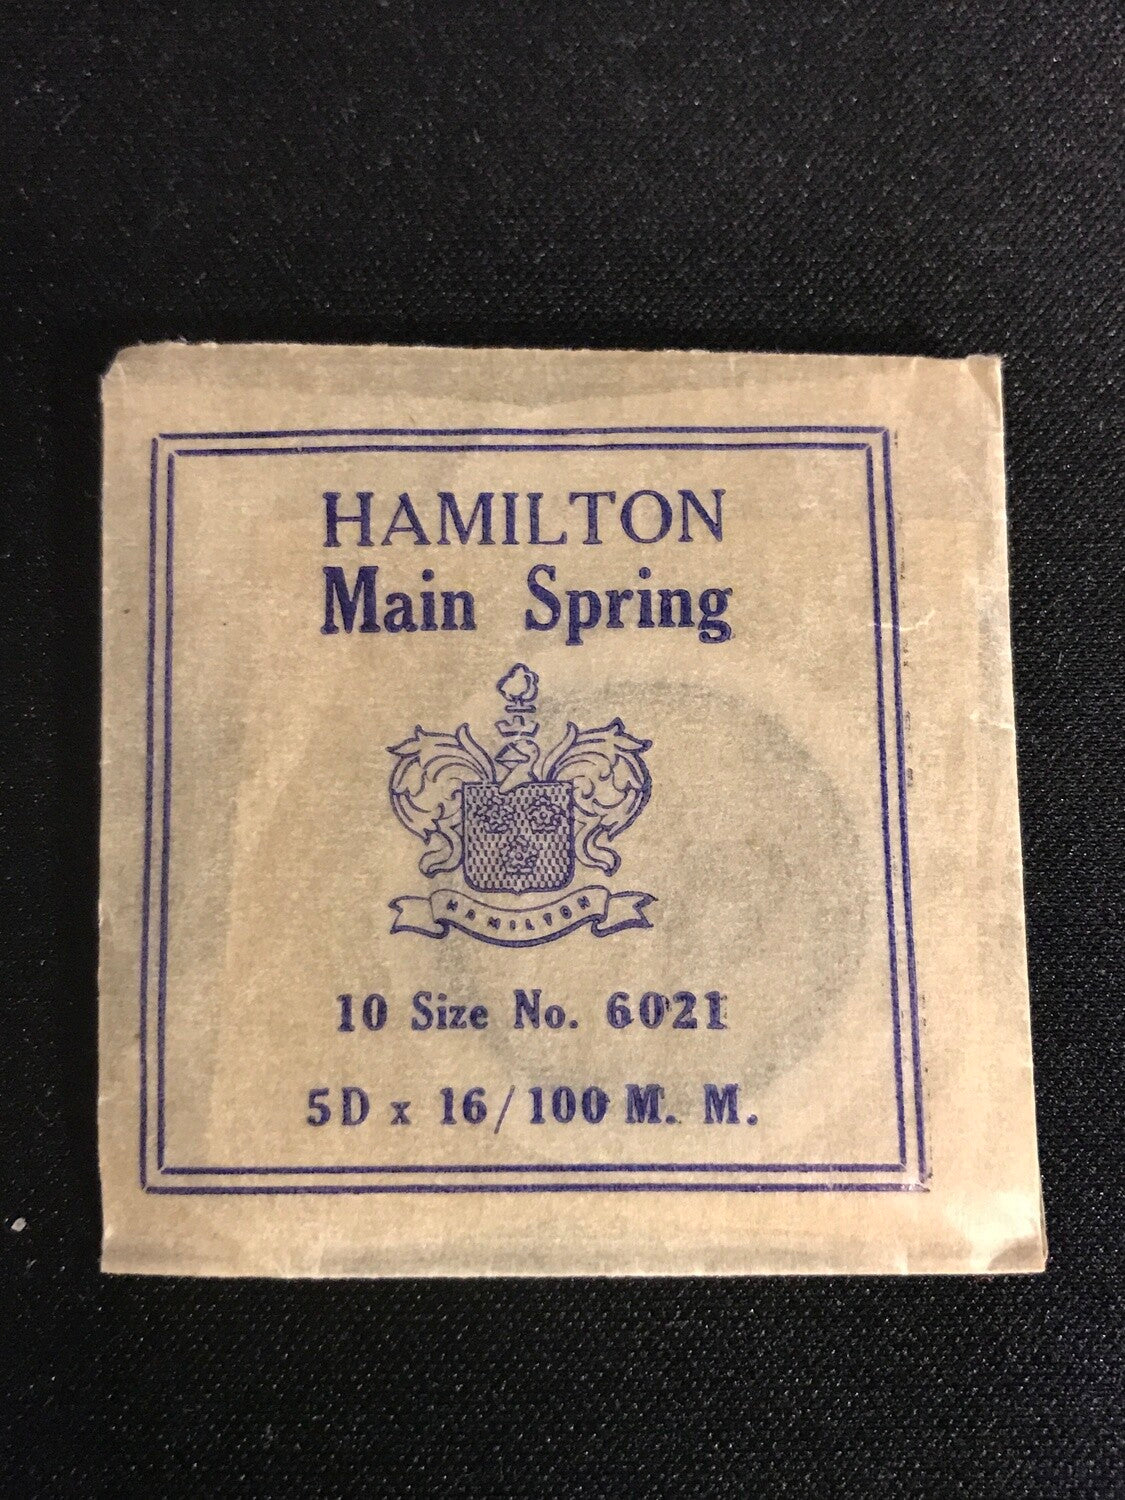 HAMILTON
Main Spring
HAMILTON
10 Size No. 6021
5D x 16/100 M. M.